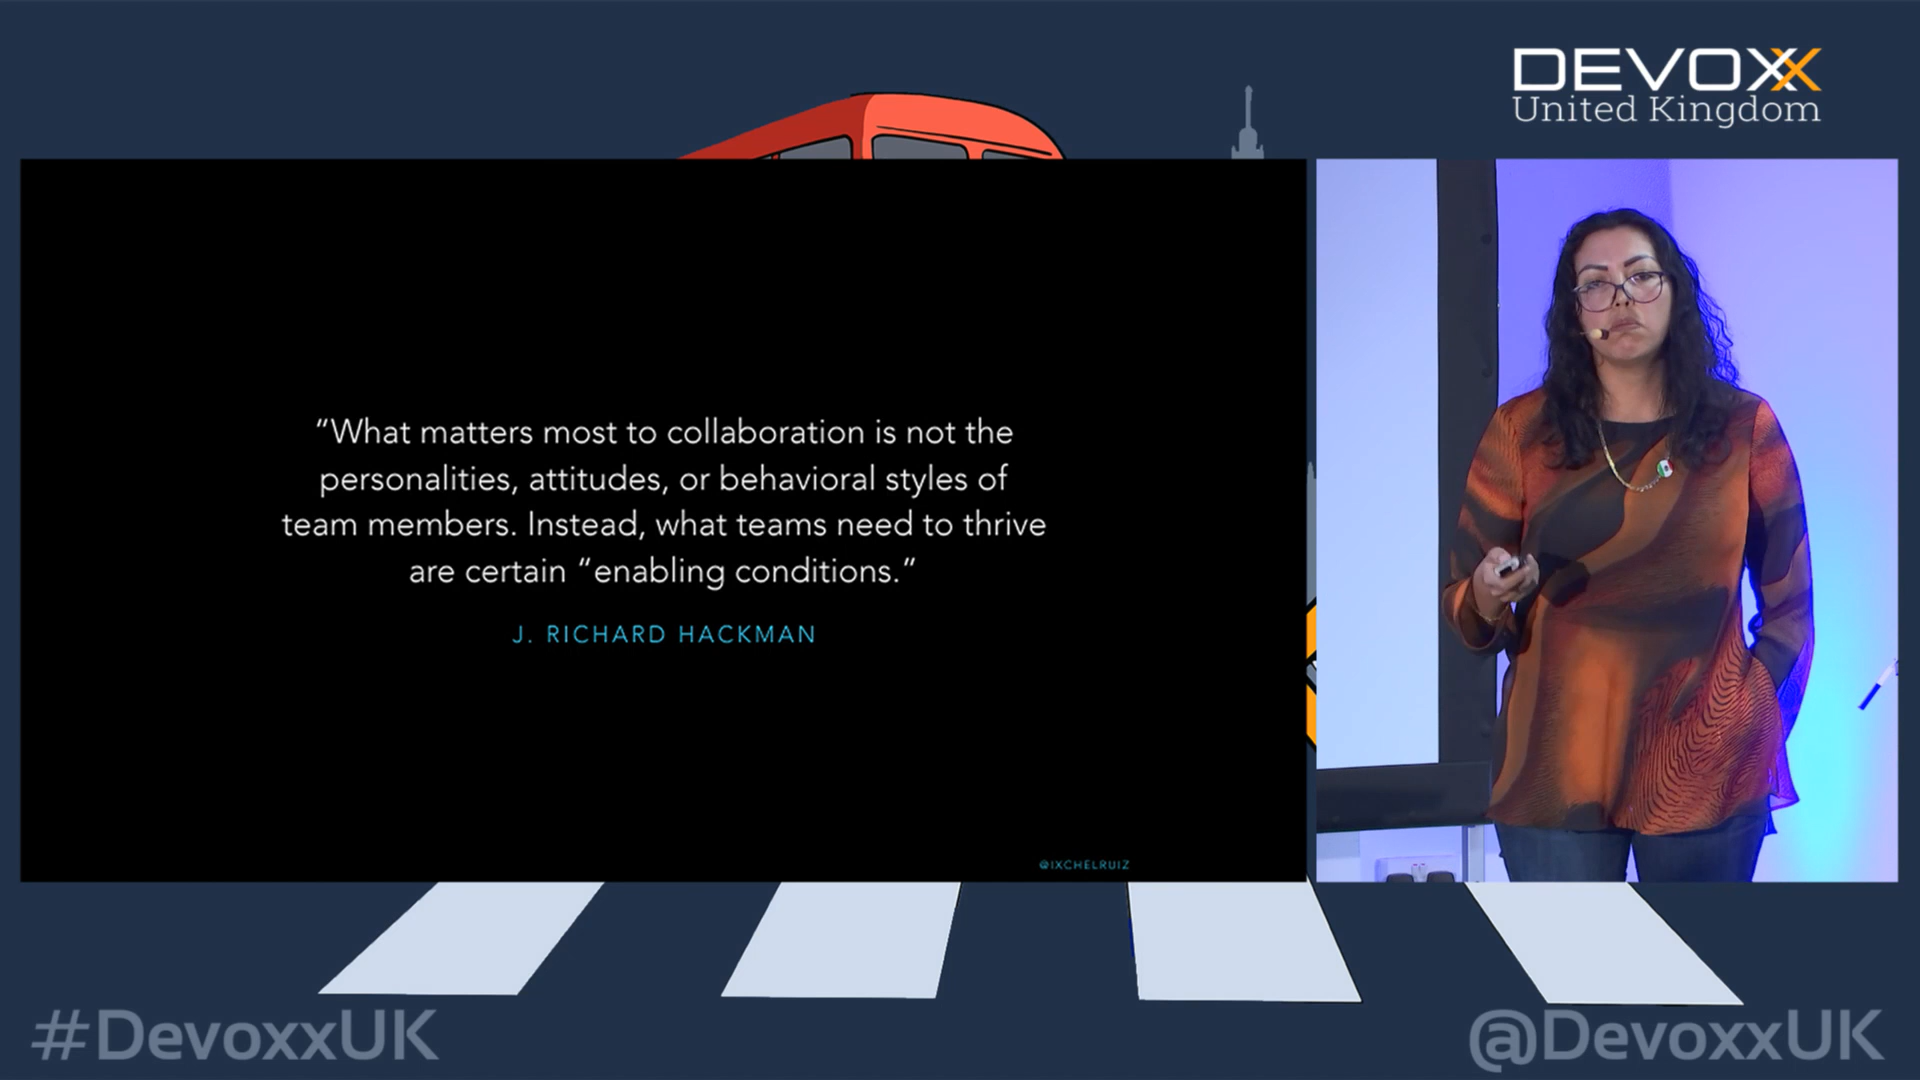 DEVOXX
United Kingdom
“What matters most to collaboration is not the
personalities, attitudes, or behavioral styles of
team members. Instead, what teams need to thrive
are certain “enabling conditions.”
J. RICHARD HACKMAN
@IXCHELRUIZ
#DevoxxUK
@DevoxxUK